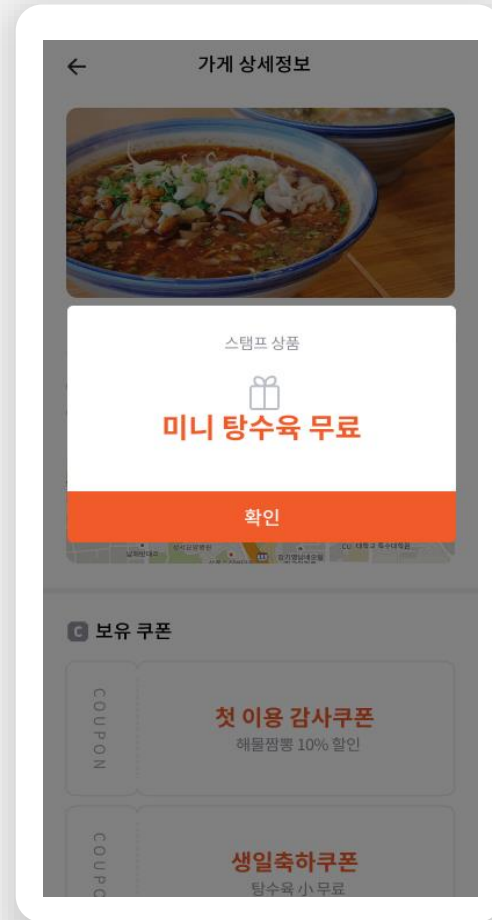 가게 상세정보
스탬프 상품
미니 탕수육 무료
확인
C 보유 쿠폰
COUPON
첫 이용 감사쿠폰
해물짬뽕 10% 할인
COUPO
생일축하쿠폰
탕수육 小 무료